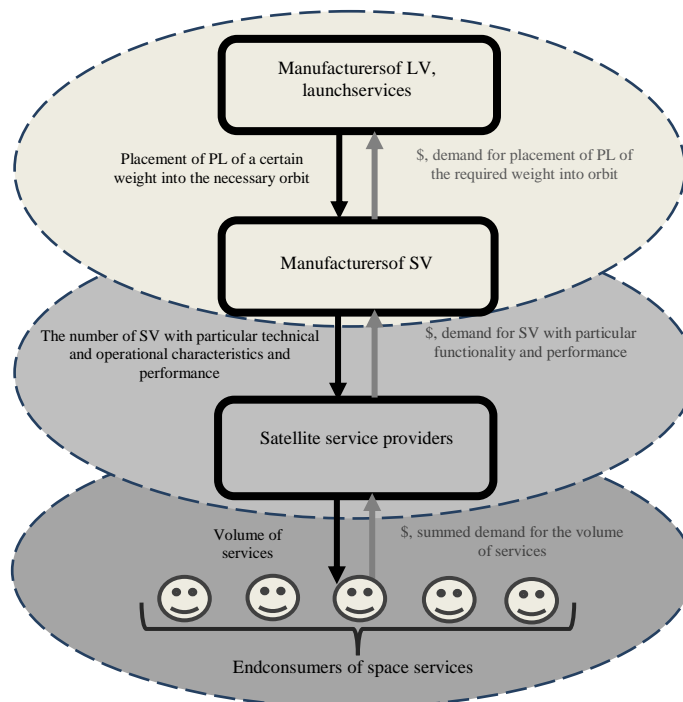 Manufacturersof LV,
launchservices
Placement of PL of a certain
weight into the necessary orbit
$, demand for placement of PL of
the required weight into orbit
Manufacturersof SV
The number of SV with particular technical
and operational characteristics and
performance
$, demand for SV with particular
functionality and performance
Satellite service providers
Volume of
services
$, summed demand for the volume
of services
Endconsumers of space services